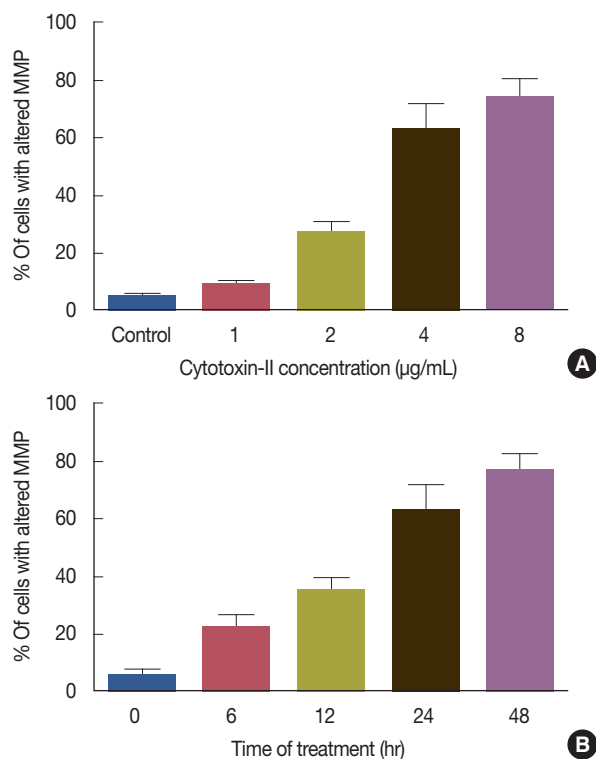 % Of cells with altered MMP
100
80
60
40
20
0
Control 1 2 4 8
Cytotoxin-II concentration (µg/mL)
A
% Of cells with altered MMP
100
80
60
40
20
0
0 6 12 24 48
Time of treatment (hr)
B